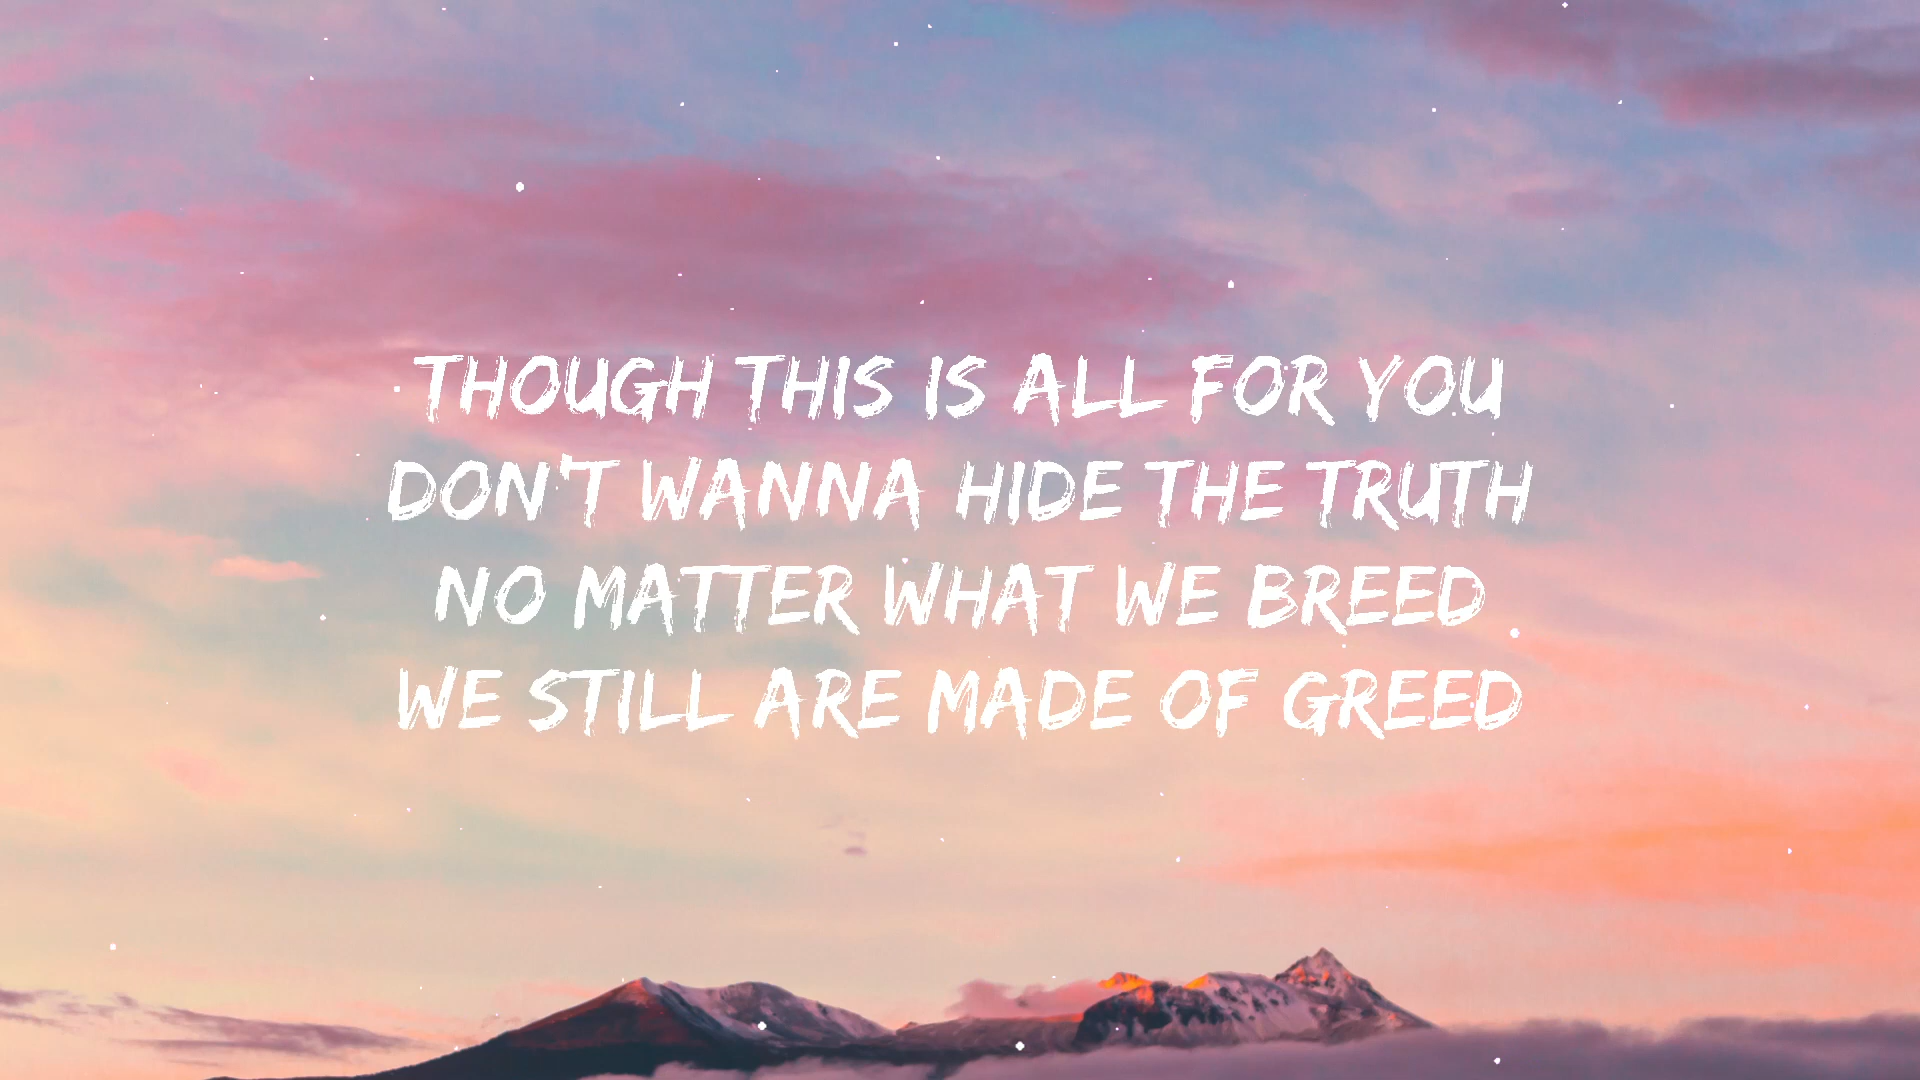 THOUGH THIS IS ALL FOR YOU
DON'T WANNA HIDE THE TRUTH
NO MATTER WHAT WE BREED
WE STILL ARE MADE OF GREED